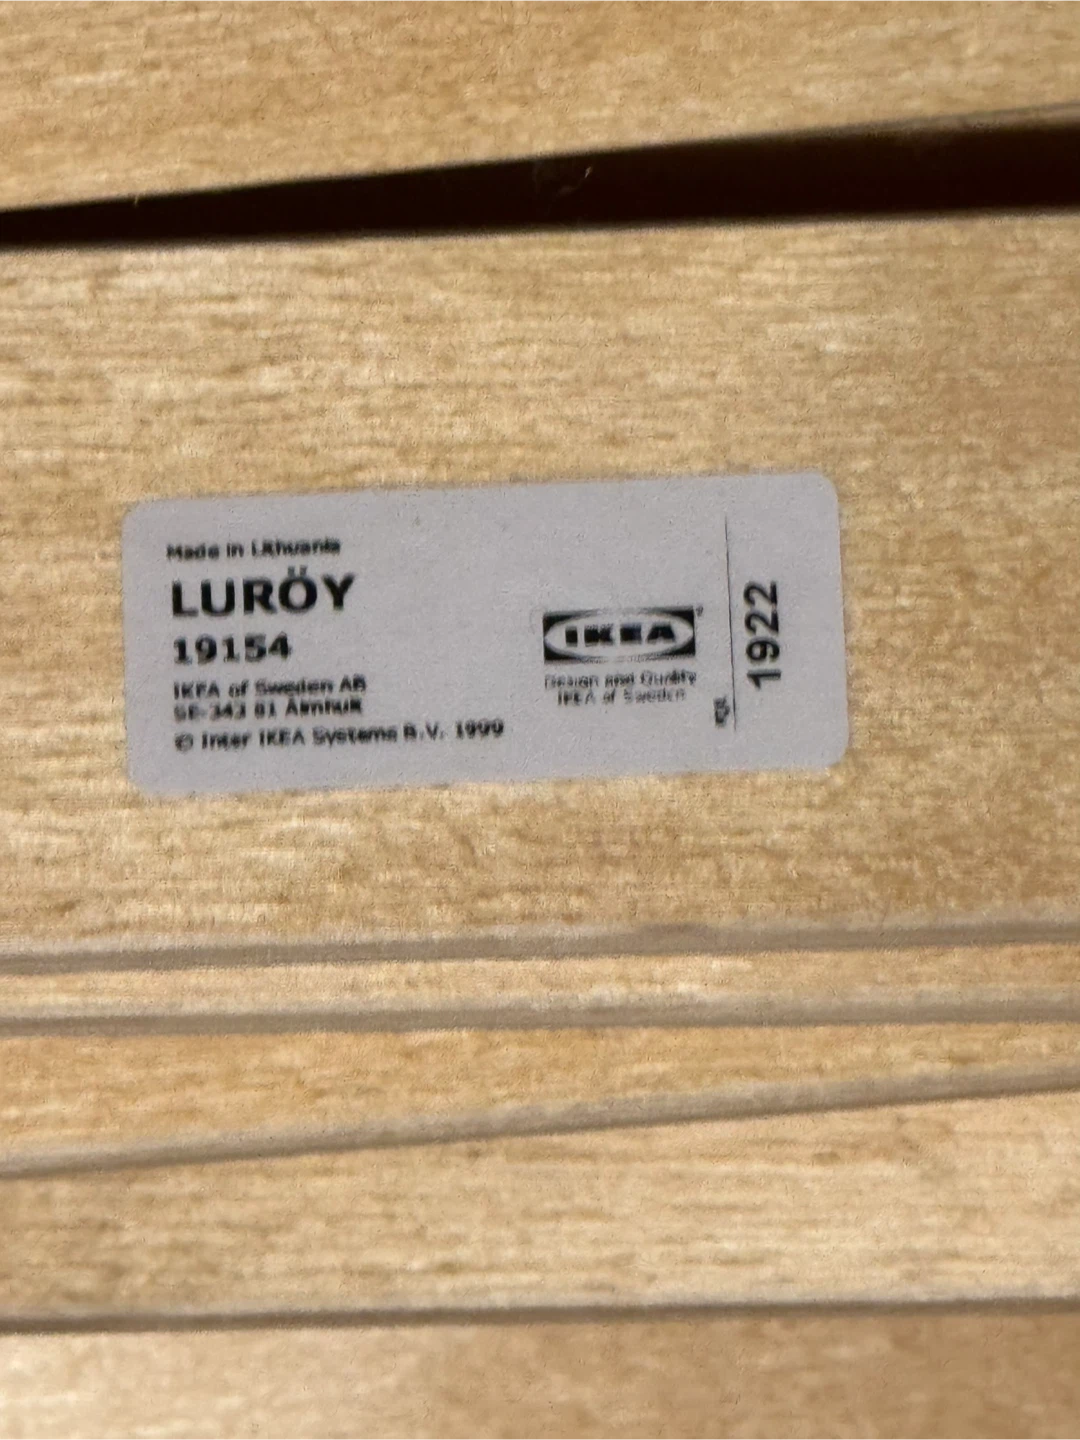 Made in Lithuania
LURÖY
19154
IKEA of Sweden AB
SE-343 81 Älmhult
© Inter IKEA Systems B.V. 1999
IKEA®
Design and Quality
IKEA of Sweden
1922